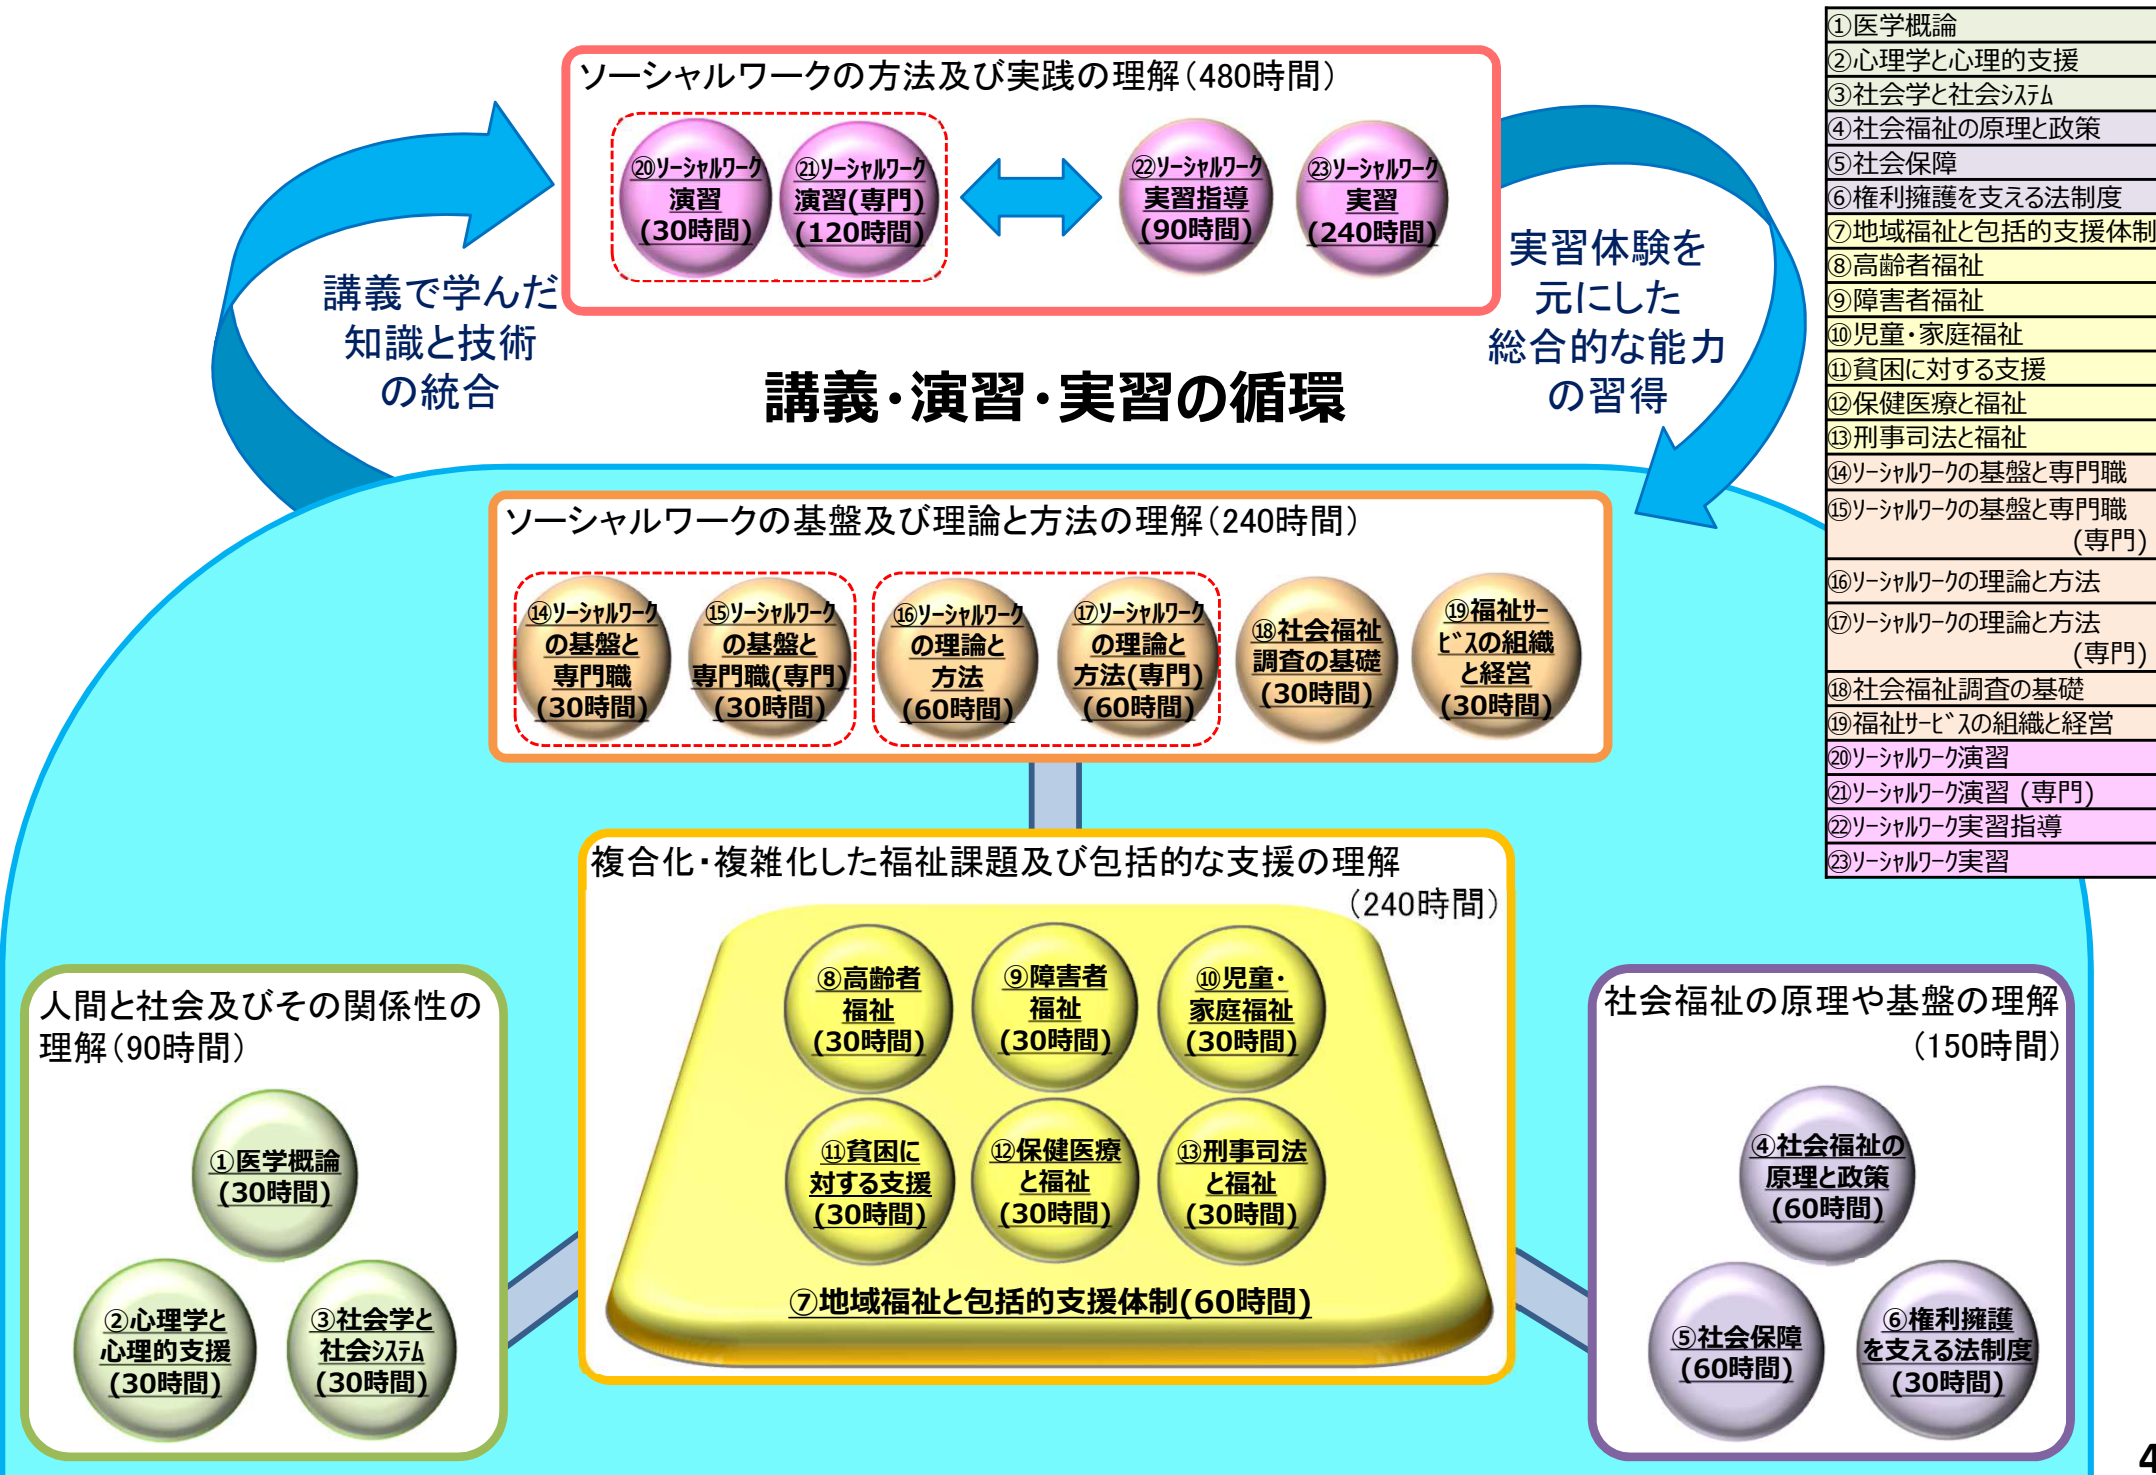 ソーシャルワークの方法及び実践の理解(480時間)
⑳ソーシャルワーク
演習
(30時間)
㉑ソーシャルワーク
演習(専門)
(120時間)
㉒ソーシャルワーク
実習指導
(90時間)
㉓ソーシャルワーク
実習
(240時間)
講義で学んだ
知識と技術
の統合
実習体験を
元にした
総合的な能力
の習得
講義・演習・実習の循環
ソーシャルワークの基盤及び理論と方法の理解(240時間)
⑭ソーシャルワーク
の基盤と
専門職
(30時間)
⑮ソーシャルワーク
の基盤と
専門職(専門)
(30時間)
⑯ソーシャルワーク
の理論と
方法
(60時間)
⑰ソーシャルワーク
の理論と
方法(専門)
(60時間)
⑱社会福祉
調査の基礎
(30時間)
⑲福祉サー
ビスの組織
と経営
(30時間)
複合化・複雑化した福祉課題及び包括的な支援の理解
(240時間)
⑧高齢者
福祉
(30時間)
⑨障害者
福祉
(30時間)
⑩児童・
家庭福祉
(30時間)
⑪貧困に
対する支援
(30時間)
⑫保健医療
と福祉
(30時間)
⑬刑事司法
と福祉
(30時間)
⑦地域福祉と包括的支援体制(60時間)
人間と社会及びその関係性の
理解(90時間)
①医学概論
(30時間)
②心理学と
心理的支援
(30時間)
③社会学と
社会システム
(30時間)
社会福祉の原理や基盤の理解
(150時間)
④社会福祉の
原理と政策
(60時間)
⑤社会保障
(60時間)
⑥権利擁護
を支える法制度
(30時間)
①医学概論
②心理学と心理的支援
③社会学と社会システム
④社会福祉の原理と政策
⑤社会保障
⑥権利擁護を支える法制度
⑦地域福祉と包括的支援体制
⑧高齢者福祉
⑨障害者福祉
⑩児童・家庭福祉
⑪貧困に対する支援
⑫保健医療と福祉
⑬刑事司法と福祉
⑭ソーシャルワークの基盤と専門職
⑮ソーシャルワークの基盤と専門職
(専門)
⑯ソーシャルワークの理論と方法
⑰ソーシャルワークの理論と方法
(専門)
⑱社会福祉調査の基礎
⑲福祉サービスの組織と経営
⑳ソーシャルワーク演習
㉑ソーシャルワーク演習(専門)
㉒ソーシャルワーク実習指導
㉓ソーシャルワーク実習
4